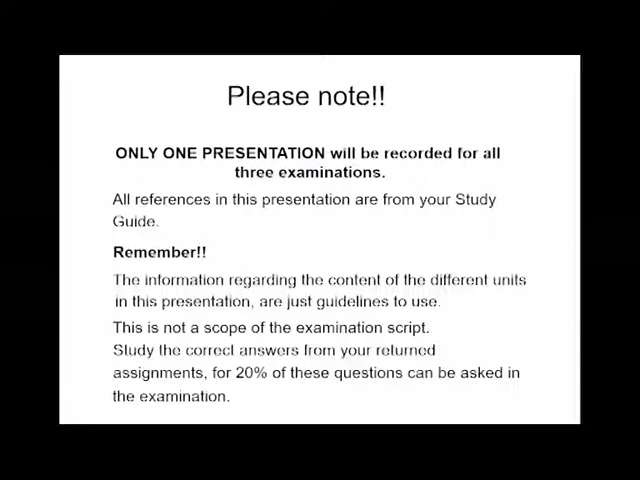 Please note!!
ONLY ONE PRESENTATION will be recorded for all
three examinations.
All references in this presentation are from your Study
Guide.
Remember!!
The information regarding the content of the different units
in this presentation, are just guidelines to use.
This is not a scope of the examination script.
Study the correct answers from your returned
assignments, for 20% of these questions can be asked in
the examination.